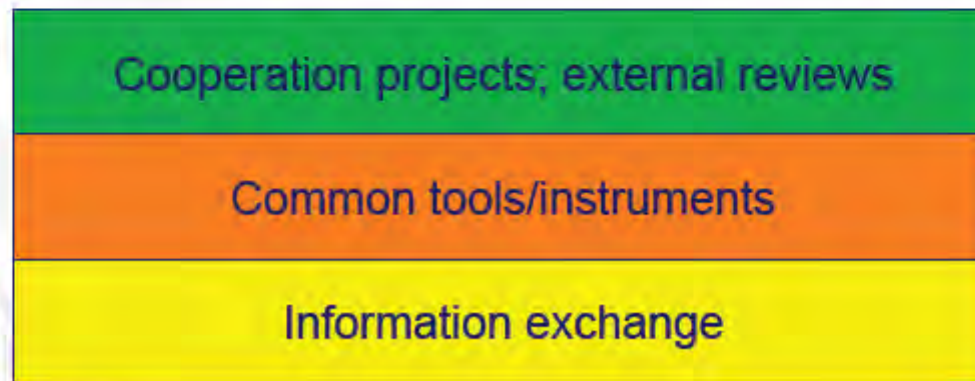 Cooperation projects; external reviews
Common tools/instruments
Information exchange